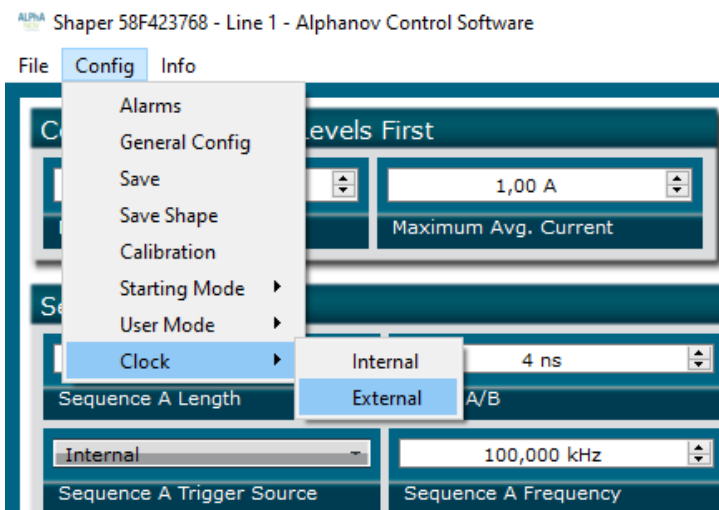 ALPhA
Shaper 58F423768 - Line 1 - Alphanov Control Software
File Config Info
Alarms
General Config
Save
Save Shape
Calibration
Starting Mode
User Mode
Clock
Internal
External
evels First
1,00 A
Maximum Avg. Current
4 ns
Sequence A Length
A/B
Internal
100,000 kHz
Sequence A Trigger Source
Sequence A Frequency